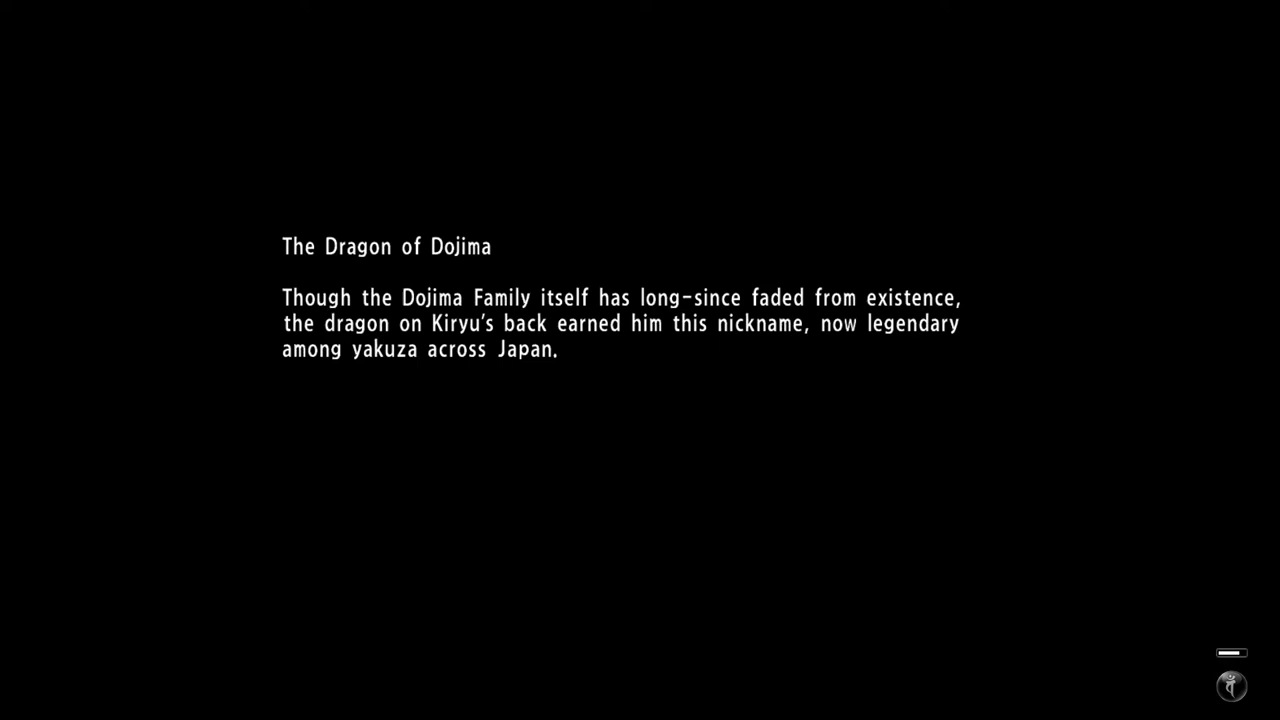 The Dragon of Dojima
Though the Dojima Family itself has long-since faded from existence,
the dragon on Kiryu's back earned him this nickname, now legendary
among yakuza across Japan.